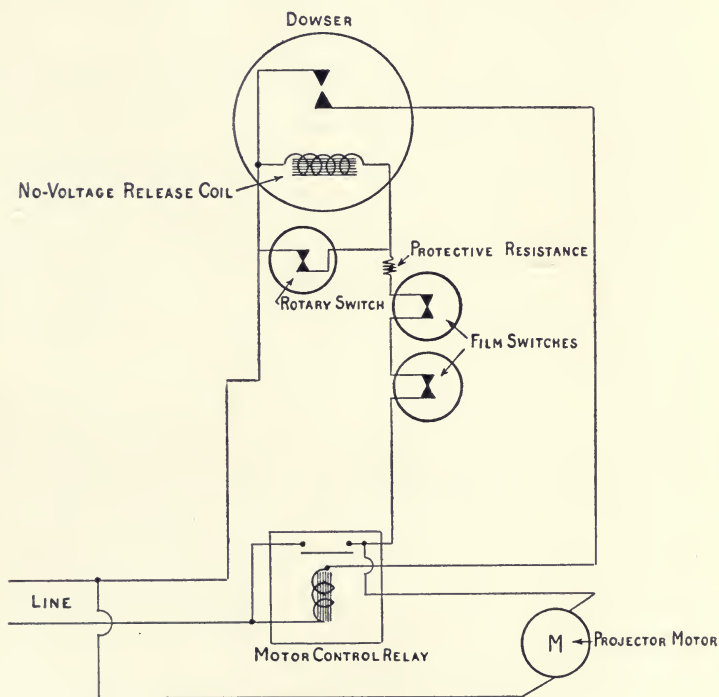 DOWSER
NO-VOLTAGE RELEASE COIL
PROTECTIVE RESISTANCE
ROTARY SWITCH
FILM SWITCHES
LINE
M
PROJECTOR MOTOR
MOTOR CONTROL RELAY